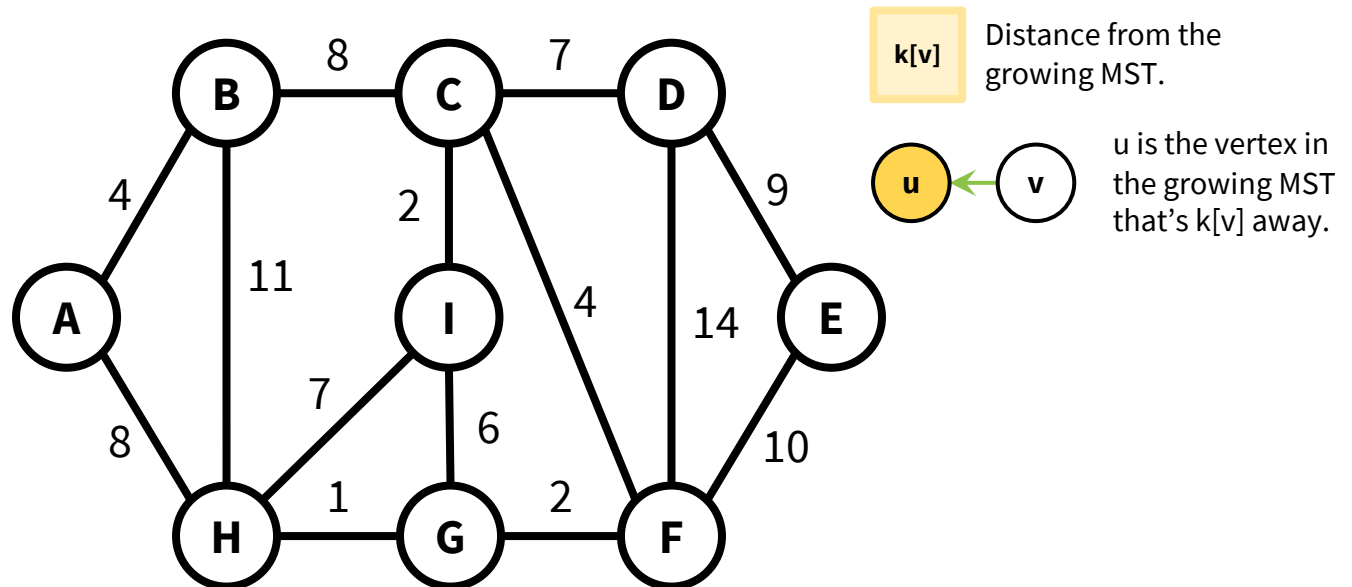 8
7
B
C
D
4
2
9
11
A
I
4
14
E
7
8
6
10
1
2
H
G
F
k[v]
Distance from the
growing MST.
u
v
u is the vertex in
the growing MST
that’s k[v] away.